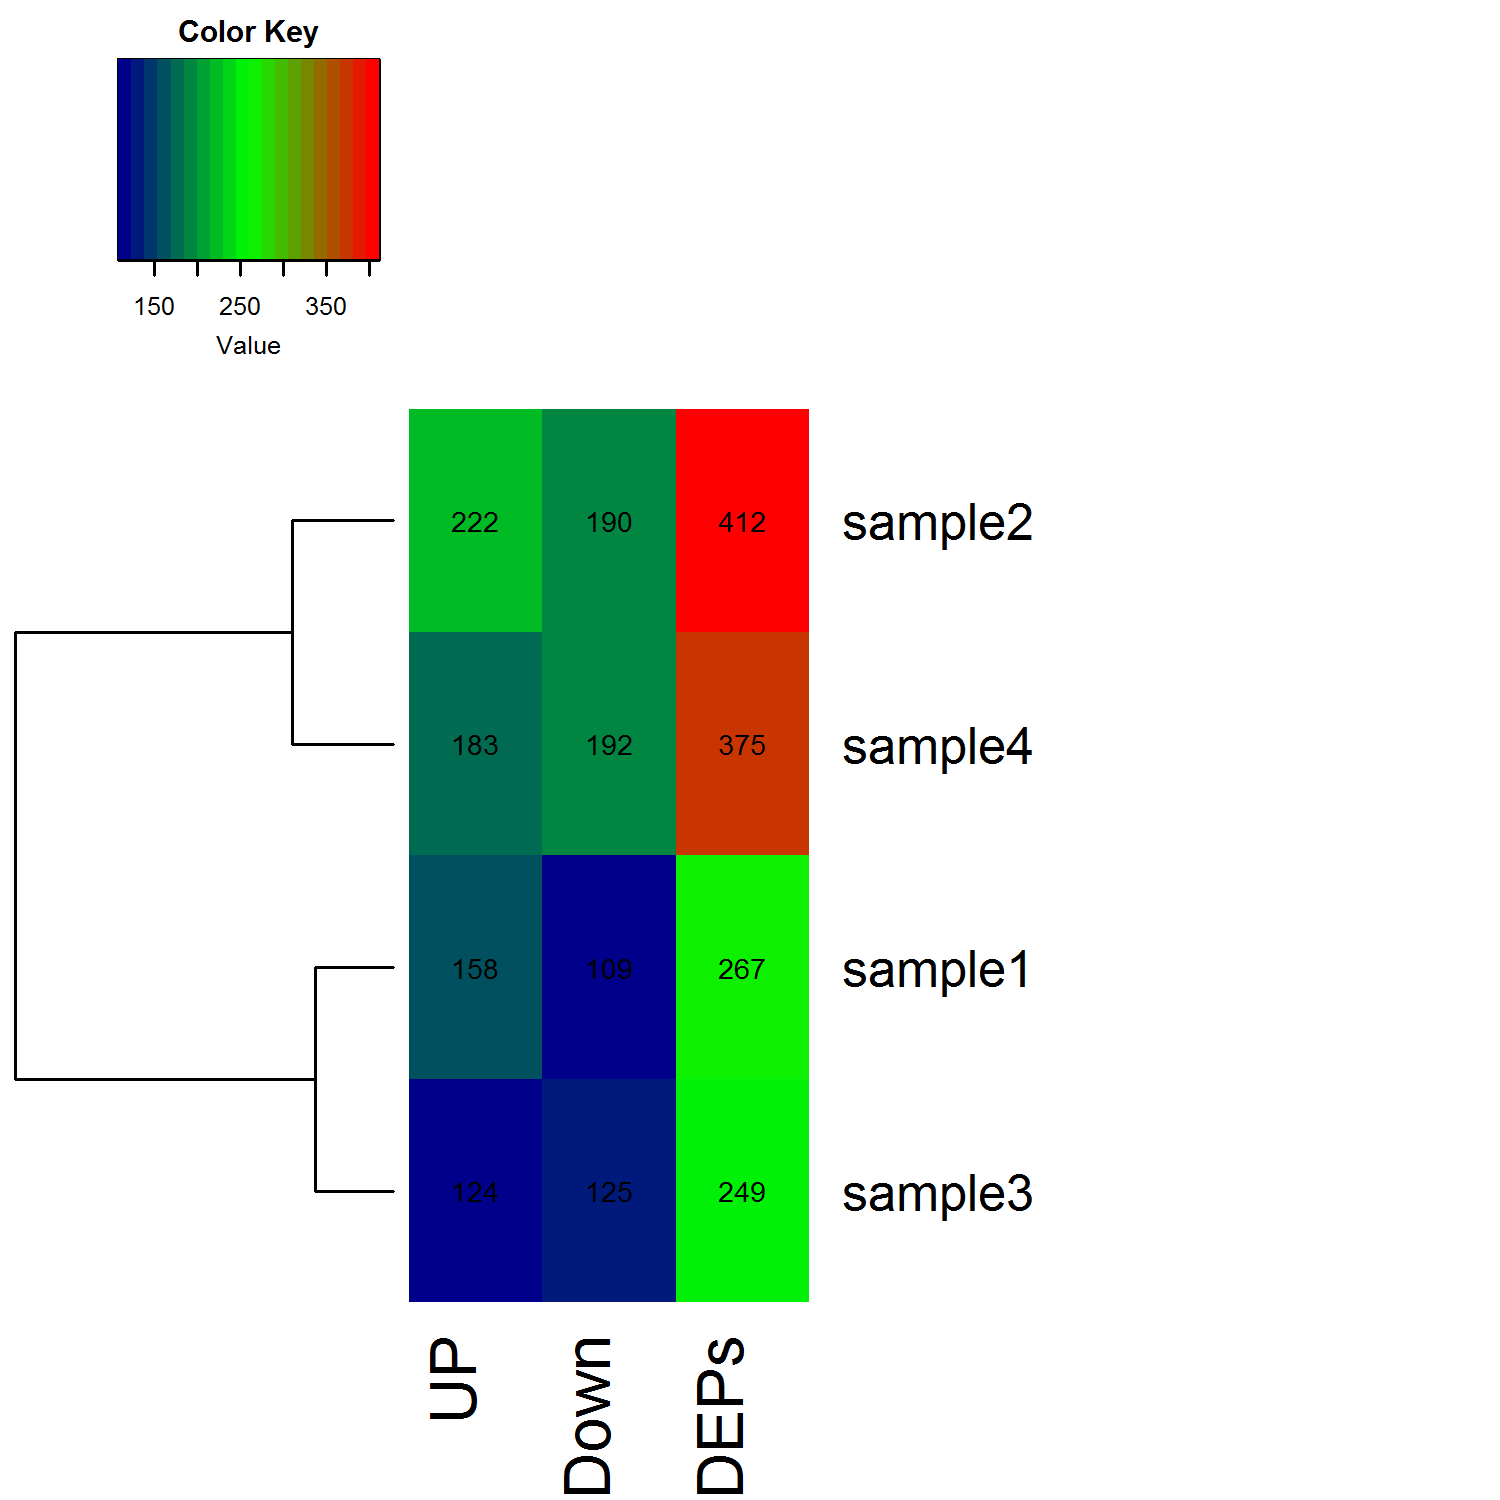 Color Key
150 250 350
Value
222 190 412 sample2
183 192 375 sample4
158 109 267 sample1
124 125 249 sample3
UP
Down
DEPs